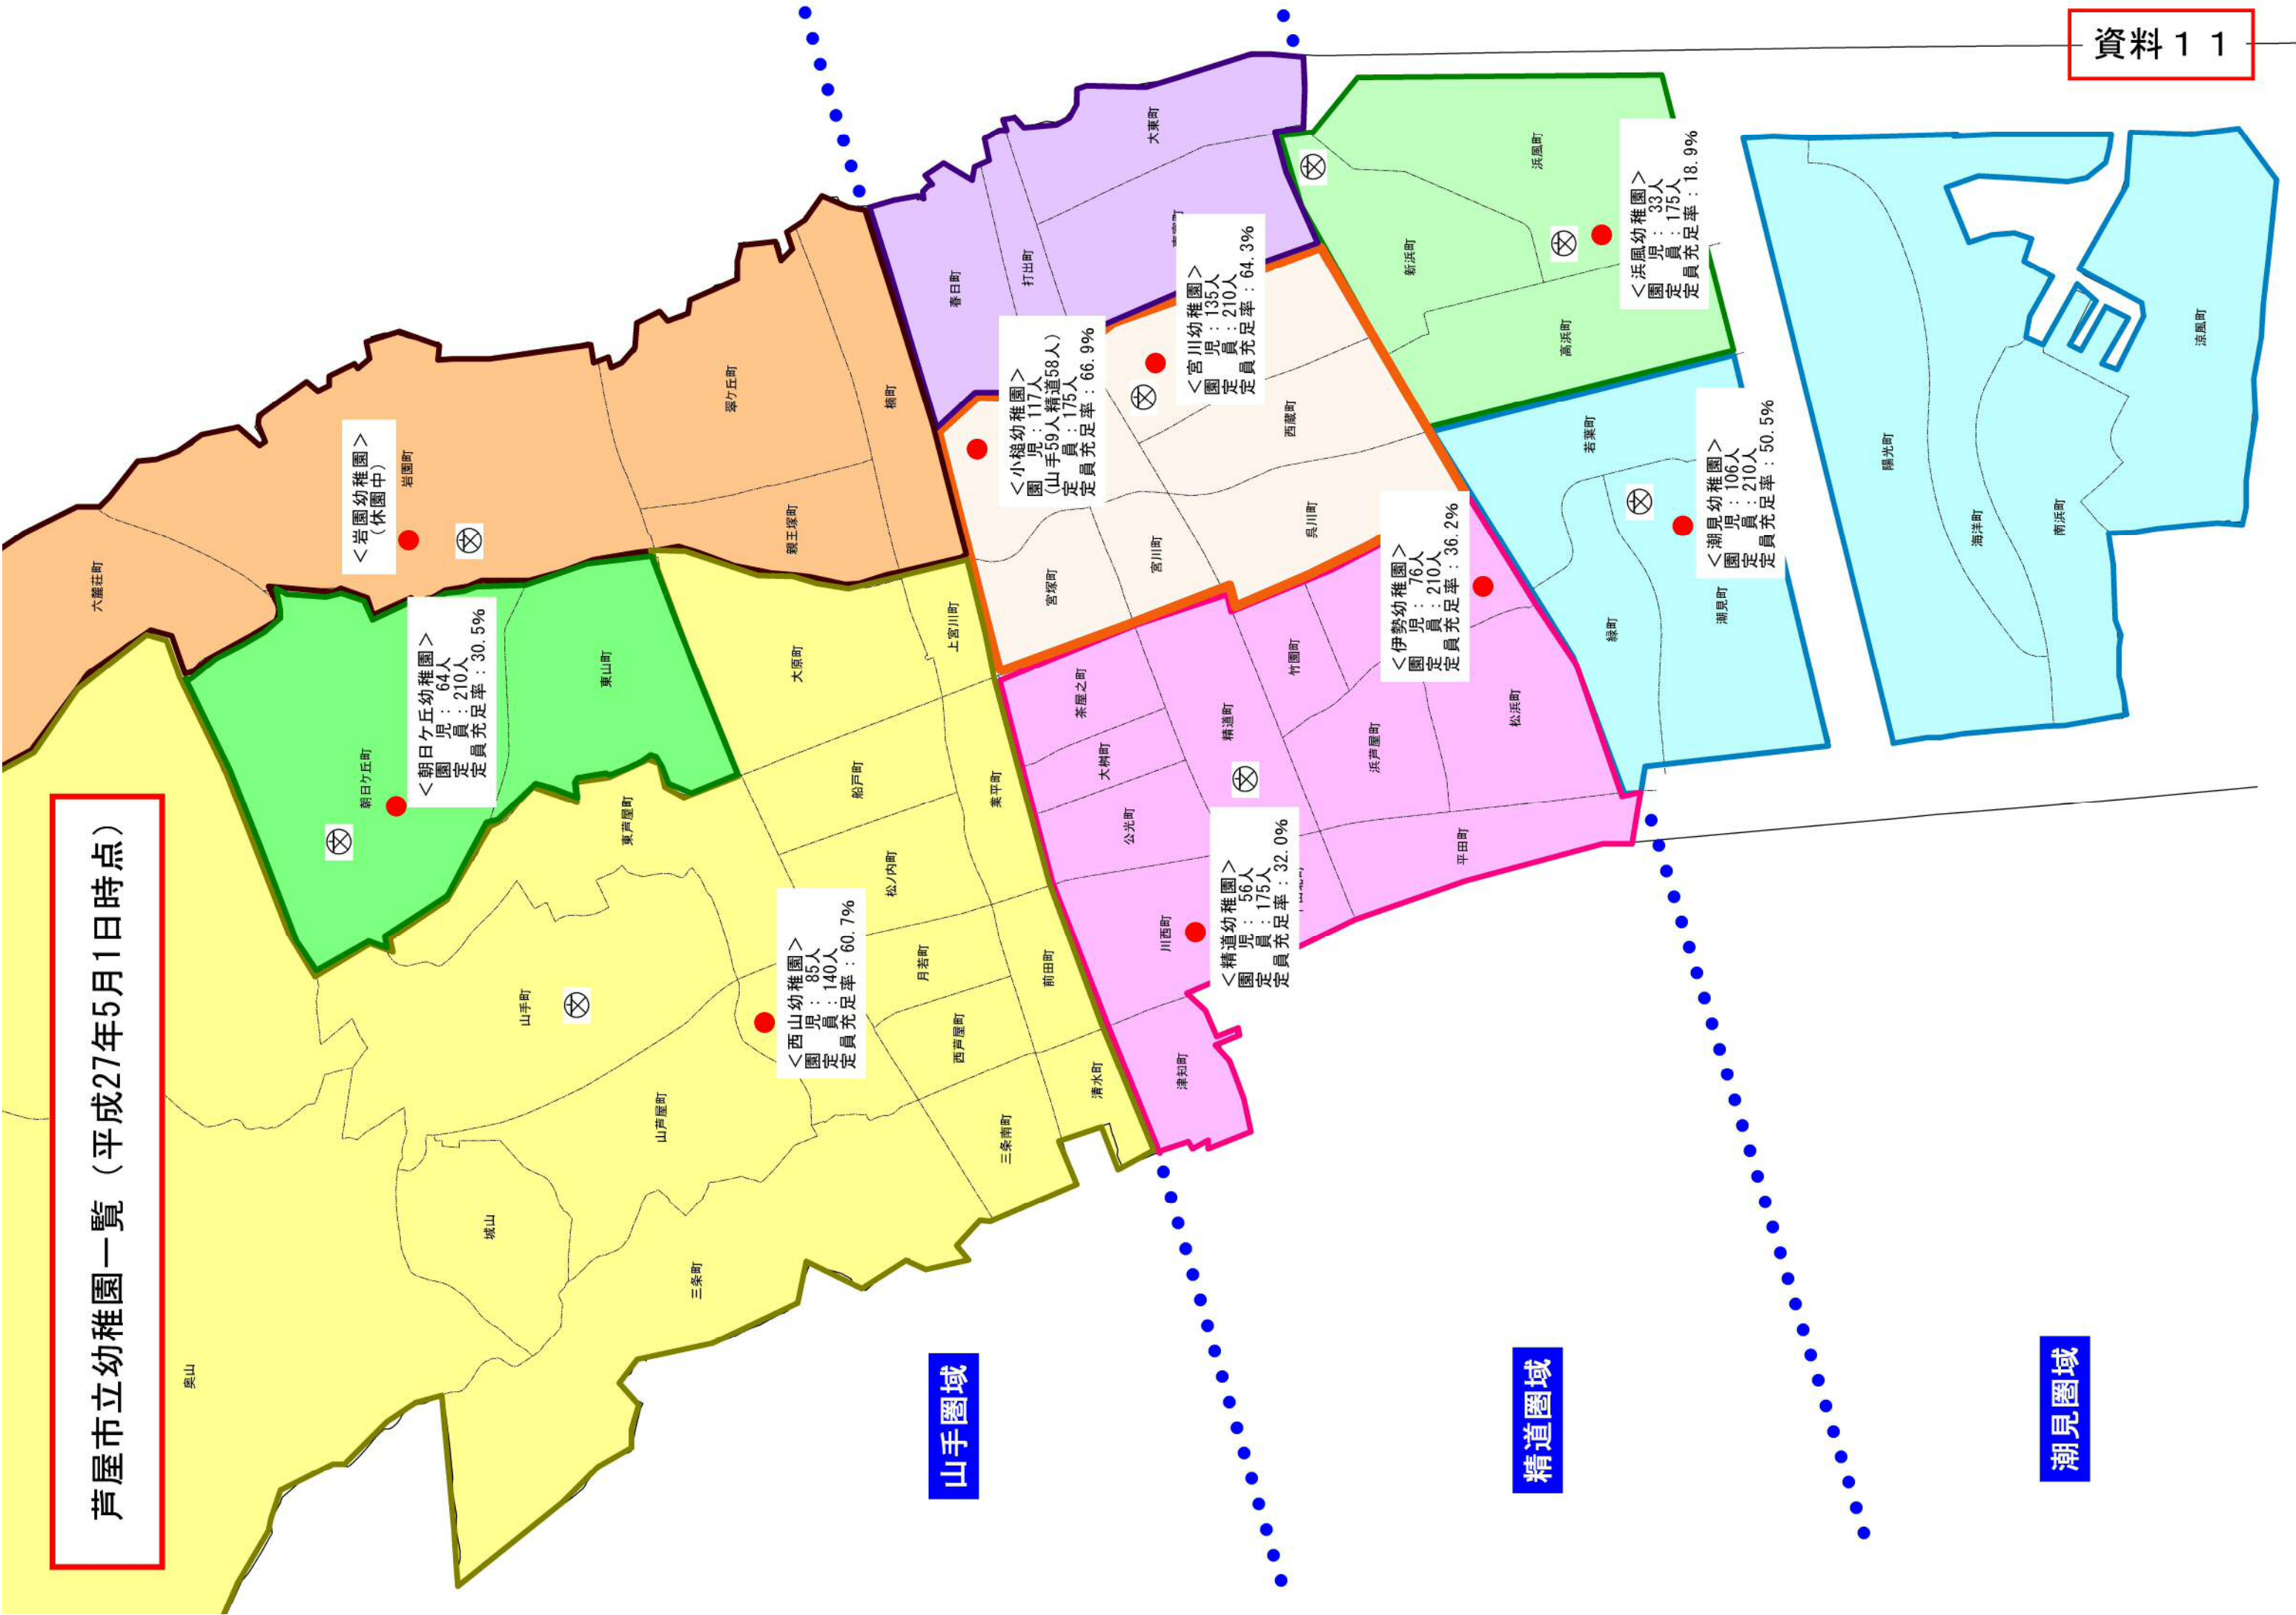 資料１１
芦屋市立幼稚園一覧（平成27年5月1日時点）
奥山
六麓荘町
岩園町
＜岩園幼稚園＞
（休園中）
朝日ケ丘町
＜朝日ケ丘幼稚園＞
園　児：　64人
定　員：210人
定員充足率：30.5%
東山町
翠ケ丘町
親王塚町
楠町
山手町
東芦屋町
城山
山芦屋町
三条町
大原町
船戸町
松ノ内町
上宮川町
業平町
月若町
西芦屋町
前田町
清水町
三条南町
＜西山幼稚園＞
園　児：　85人
定　員：140人
定員充足率：60.7%
春日町
打出町
大東町
＜小槌幼稚園＞
園　児：117人
(山手59人精道58人)
定　員：175人
定員充足率：66.9%
＜宮川幼稚園＞
園　児：135人
定　員：210人
定員充足率：64.3%
宮塚町
宮川町
西蔵町
呉川町
茶屋之町
大桝町
公光町
川西町
津知町
精道町
竹園町
浜芦屋町
松浜町
平田町
＜精道幼稚園＞
園　児：　56人
定　員：175人
定員充足率：32.0%
＜伊勢幼稚園＞
園　児：　76人
定　員：210人
定員充足率：36.2%
新浜町
浜風町
高浜町
＜浜風幼稚園＞
園　児：　33人
定　員：175人
定員充足率：18.9%
若葉町
緑町
潮見町
＜潮見幼稚園＞
園　児：106人
定　員：210人
定員充足率：50.5%
陽光町
海洋町
南浜町
涼風町
山手圏域
精道圏域
潮見圏域